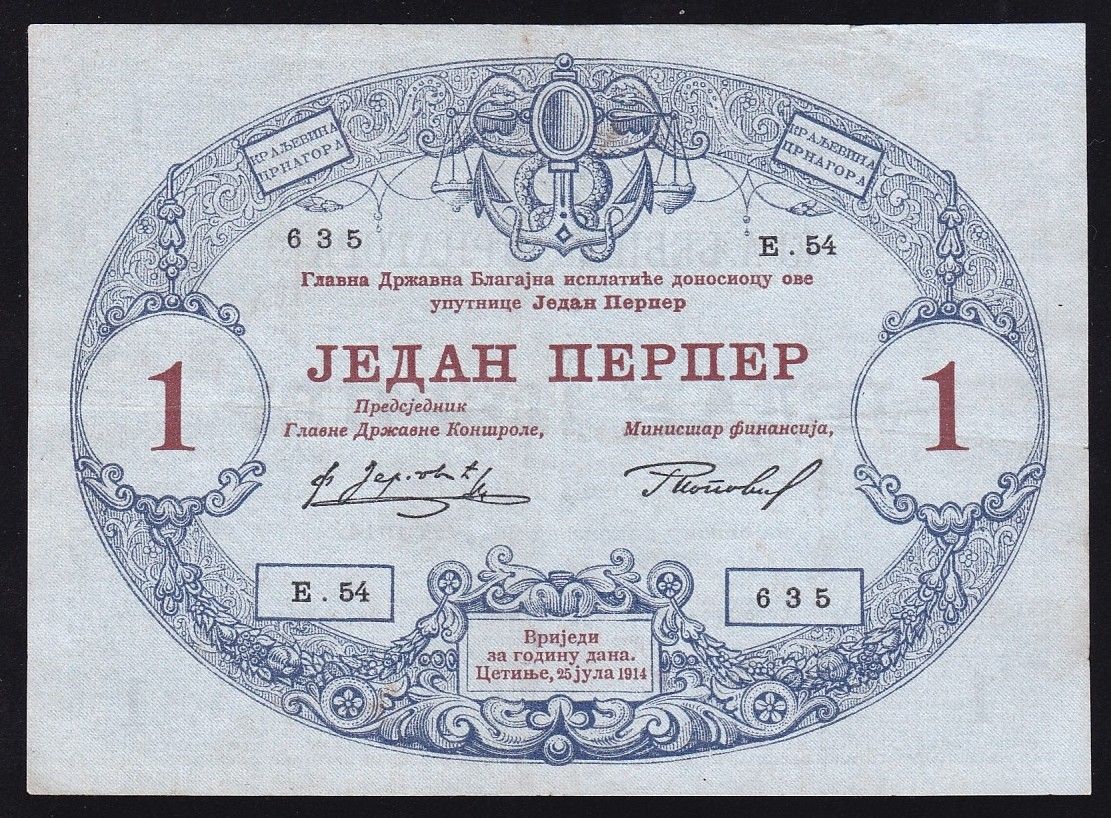 КРАЉЕВИНА
ЦРНАГОРА
КРАЉЕВИНА
ЦРНАГОРА
635
E.54
Главна Државна Благајна исплатиће доносиоцу ове
упутнице Један Перпер
ЈЕДАН ПЕРПЕР
1
1
Предсједник
Главне Државне Контроле,
Министар финансија,
E.54
635
Вриједи
за годину дана.
Цетиње, 25 јула 1914